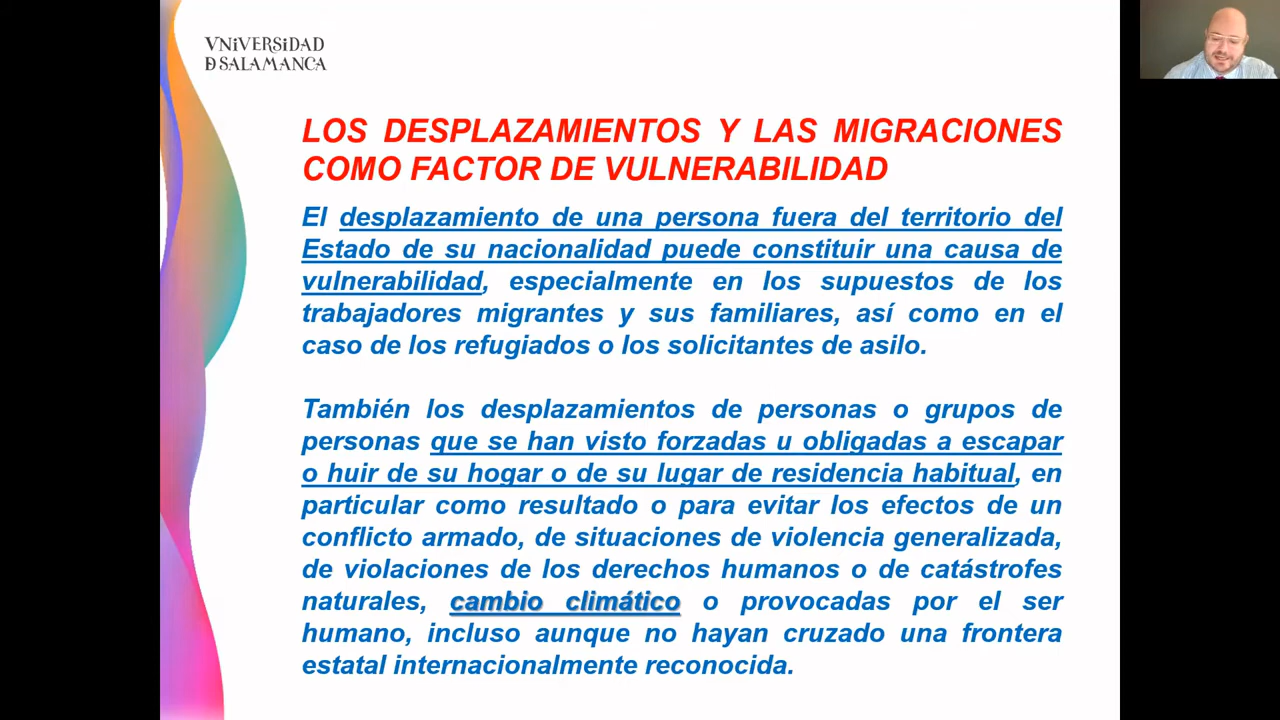 VNiVERSiDAD
D SALAMANCA
LOS DESPLAZAMIENTOS Y LAS MIGRACIONES
COMO FACTOR DE VULNERABILIDAD
El desplazamiento de una persona fuera del territorio del
Estado de su nacionalidad puede constituir una causa de
vulnerabilidad, especialmente en los supuestos de los
trabajadores migrantes y sus familiares, así como en el
caso de los refugiados o los solicitantes de asilo.
También los desplazamientos de personas o grupos de
personas que se han visto forzadas u obligadas a escapar
o huir de su hogar o de su lugar de residencia habitual, en
particular como resultado o para evitar los efectos de un
conflicto armado, de situaciones de violencia generalizada,
de violaciones de los derechos humanos o de catástrofes
naturales, cambio climático o provocadas por el ser
humano, incluso aunque no hayan cruzado una frontera
estatal internacionalmente reconocida.